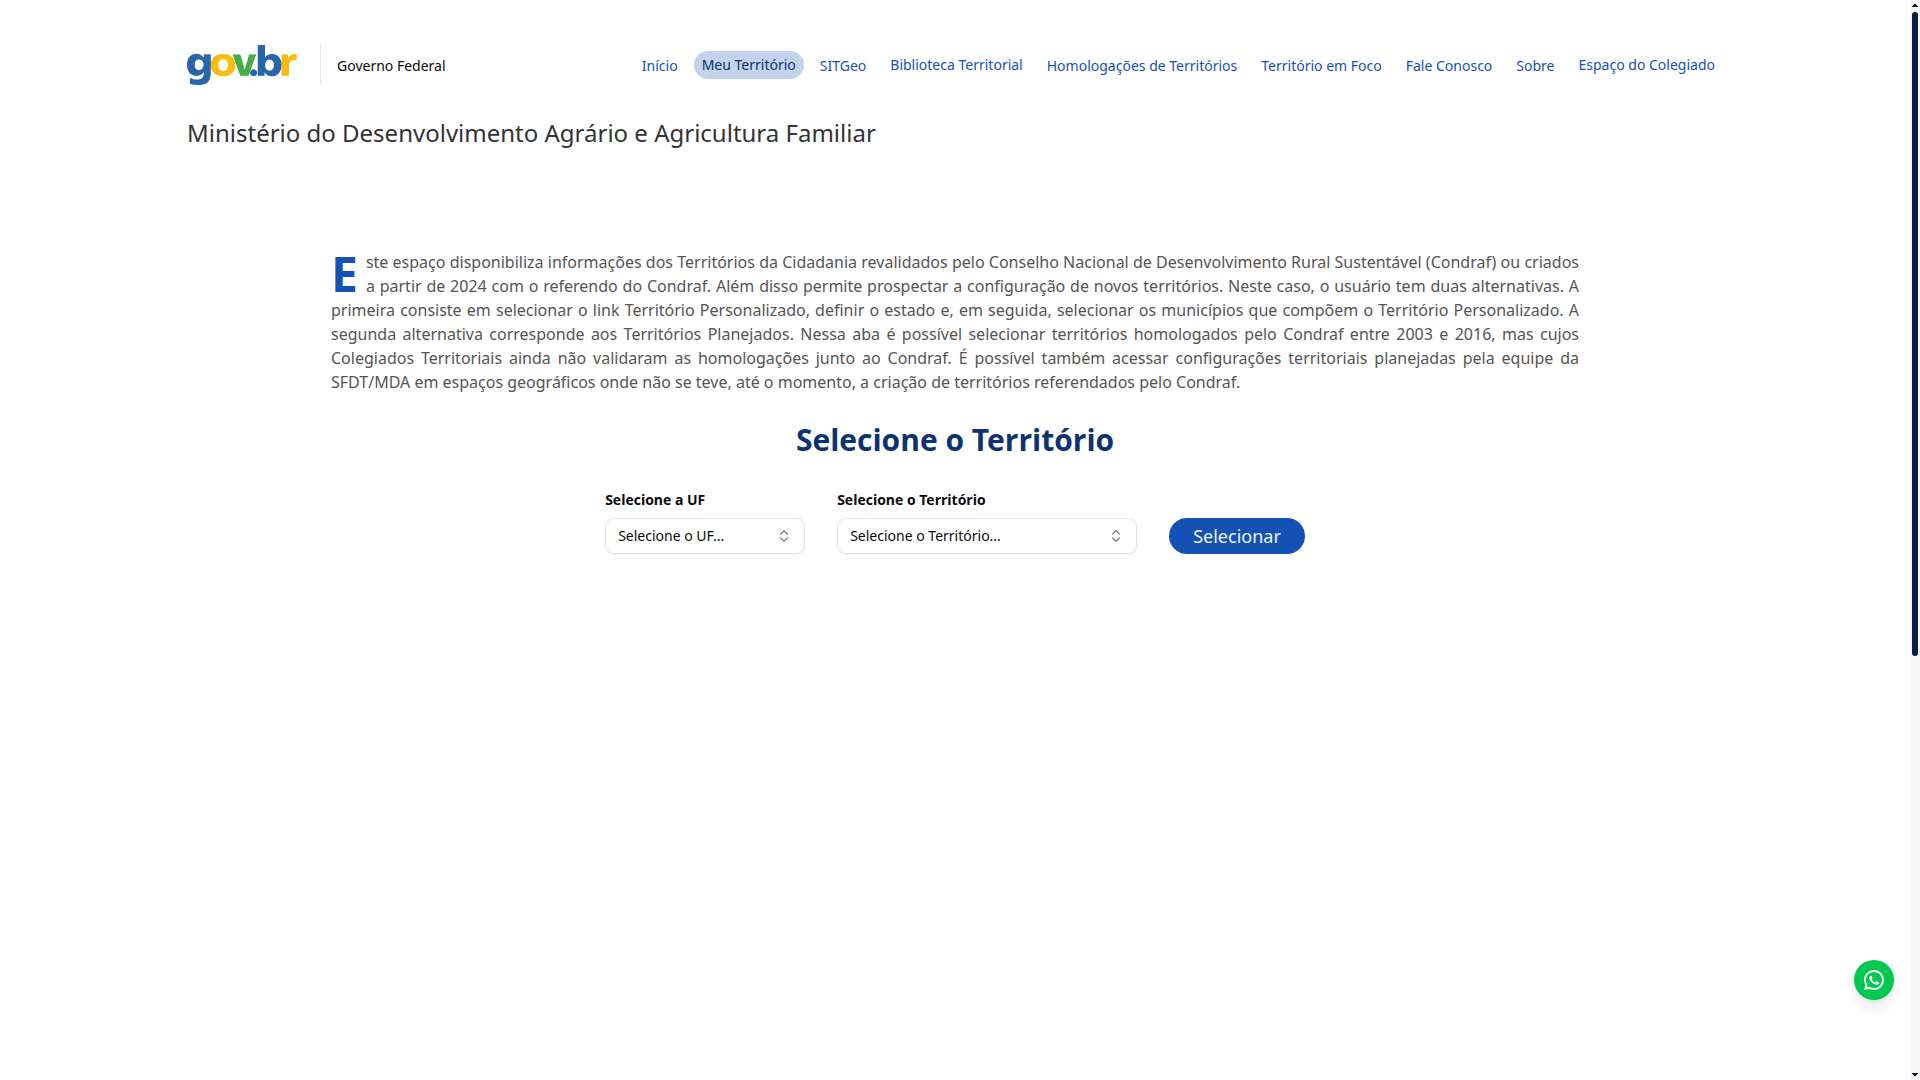 gov.br
Governo Federal
Início
Meu Território
SITGeo
Biblioteca Territorial
Homologações de Territórios
Território em Foco
Fale Conosco
Sobre
Espaço do Colegiado
Ministério do Desenvolvimento Agrário e Agricultura Familiar
Este espaço disponibiliza informações dos Territórios da Cidadania revalidados pelo Conselho Nacional de Desenvolvimento Rural Sustentável (Condraf) ou criados
a partir de 2024 com o referendo do Condraf. Além disso permite prospectar a configuração de novos territórios. Neste caso, o usuário tem duas alternativas. A
primeira consiste em selecionar o link Território Personalizado, definir o estado e, em seguida, selecionar os municípios que compõem o Território Personalizado. A
segunda alternativa corresponde aos Territórios Planejados. Nessa aba é possível selecionar territórios homologados pelo Condraf entre 2003 e 2016, mas cujos
Colegiados Territoriais ainda não validaram as homologações junto ao Condraf. É possível também acessar configurações territoriais planejadas pela equipe da
SFDT/MDA em espaços geográficos onde não se teve, até o momento, a criação de territórios referendados pelo Condraf.
Selecione o Território
Selecione a UF
Selecione o Território
Selecione o UF...
Selecione o Território...
Selecionar